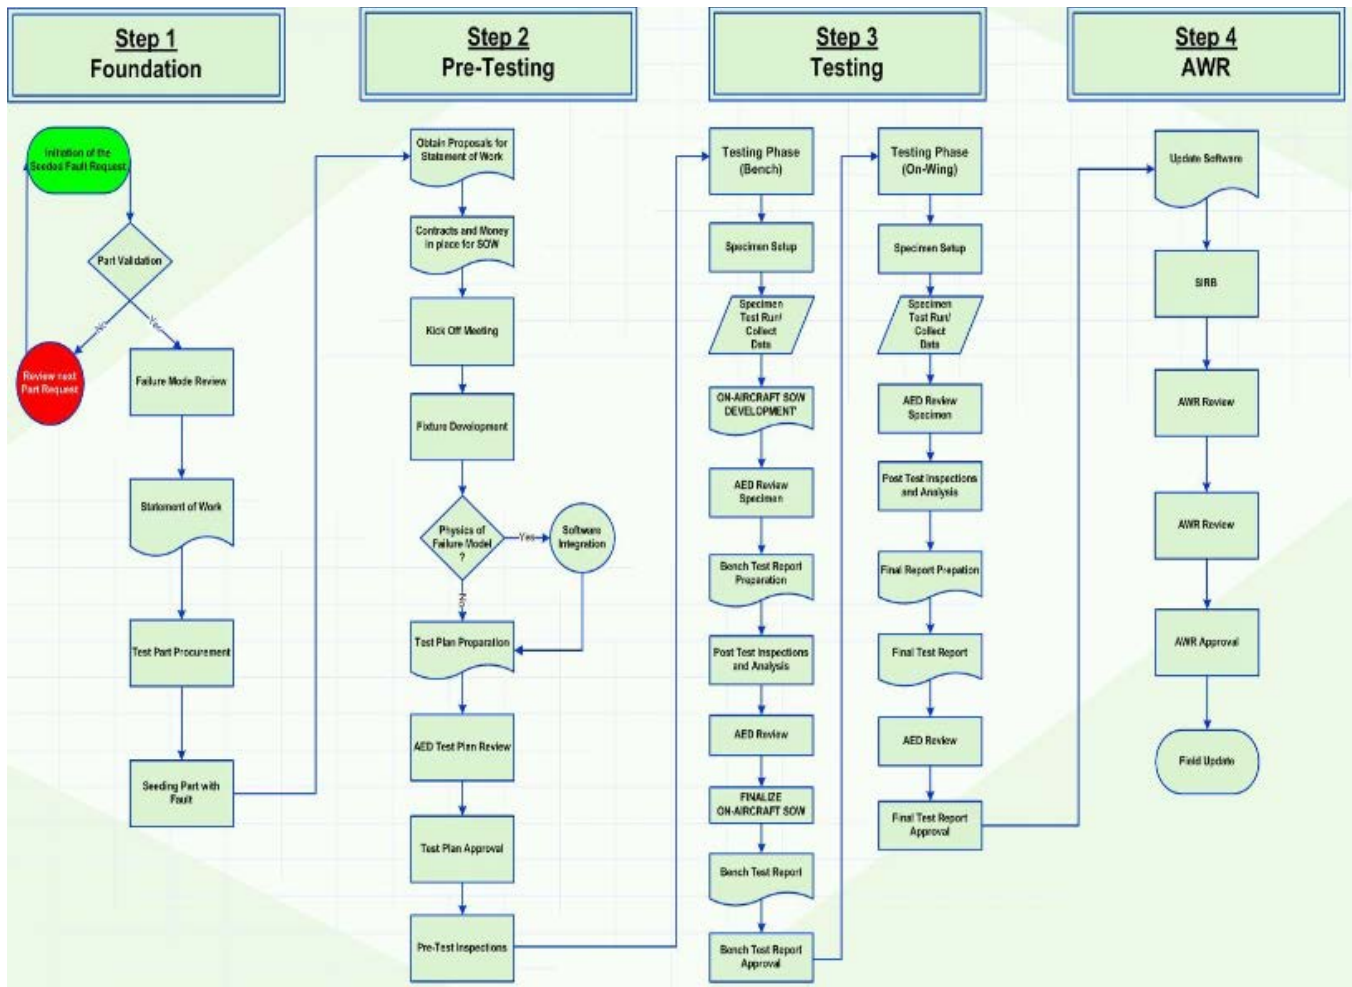 Step 1
Foundation
Initiation of the
Seeded Fault Request
Part Validation
No
Yes
Review next
Part Request
Failure Mode Review
Statement of Work
Test Part Procurement
Seeding Part with
Fault
Step 2
Pre-Testing
Obtain Proposals for
Statement of Work
Contracts and Money
in place for SOW
Kick Off Meeting
Fixture Development
Physics of
Failure Model
?
Yes
Software
Integration
No
Test Plan Preparation
AED Test Plan Review
Test Plan Approval
Pre-Test Inspections
Step 3
Testing
Testing Phase
(Bench)
Specimen Setup
Specimen
Test Run/
Collect
Data
ON-AIRCRAFT SOW
DEVELOPMENT'
AED Review
Specimen
Bench Test Report
Preparation
Post Test Inspections
and Analysis
AED Review
FINALIZE
ON-AIRCRAFT SOW
Bench Test Report
Bench Test Report
Approval
Testing Phase
(On-Wing)
Specimen Setup
Specimen
Test Run/
Collect
Data
AED Review
Specimen
Post Test Inspections
and Analysis
Final Report Prepation
Final Test Report
AED Review
Final Test Report
Approval
Step 4
AWR
Update Software
SIRB
AWR Review
AWR Review
AWR Approval
Field Update